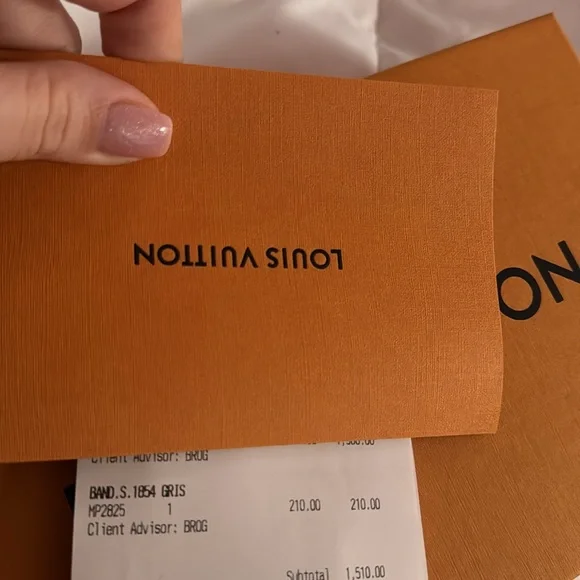 LOUIS VUITTON
ON
Client Advisor: BROG
BAND.S.1854 GRIS
MP2825 1 210.00 210.00
Client Advisor: BROG
Subtotal 1,510.00